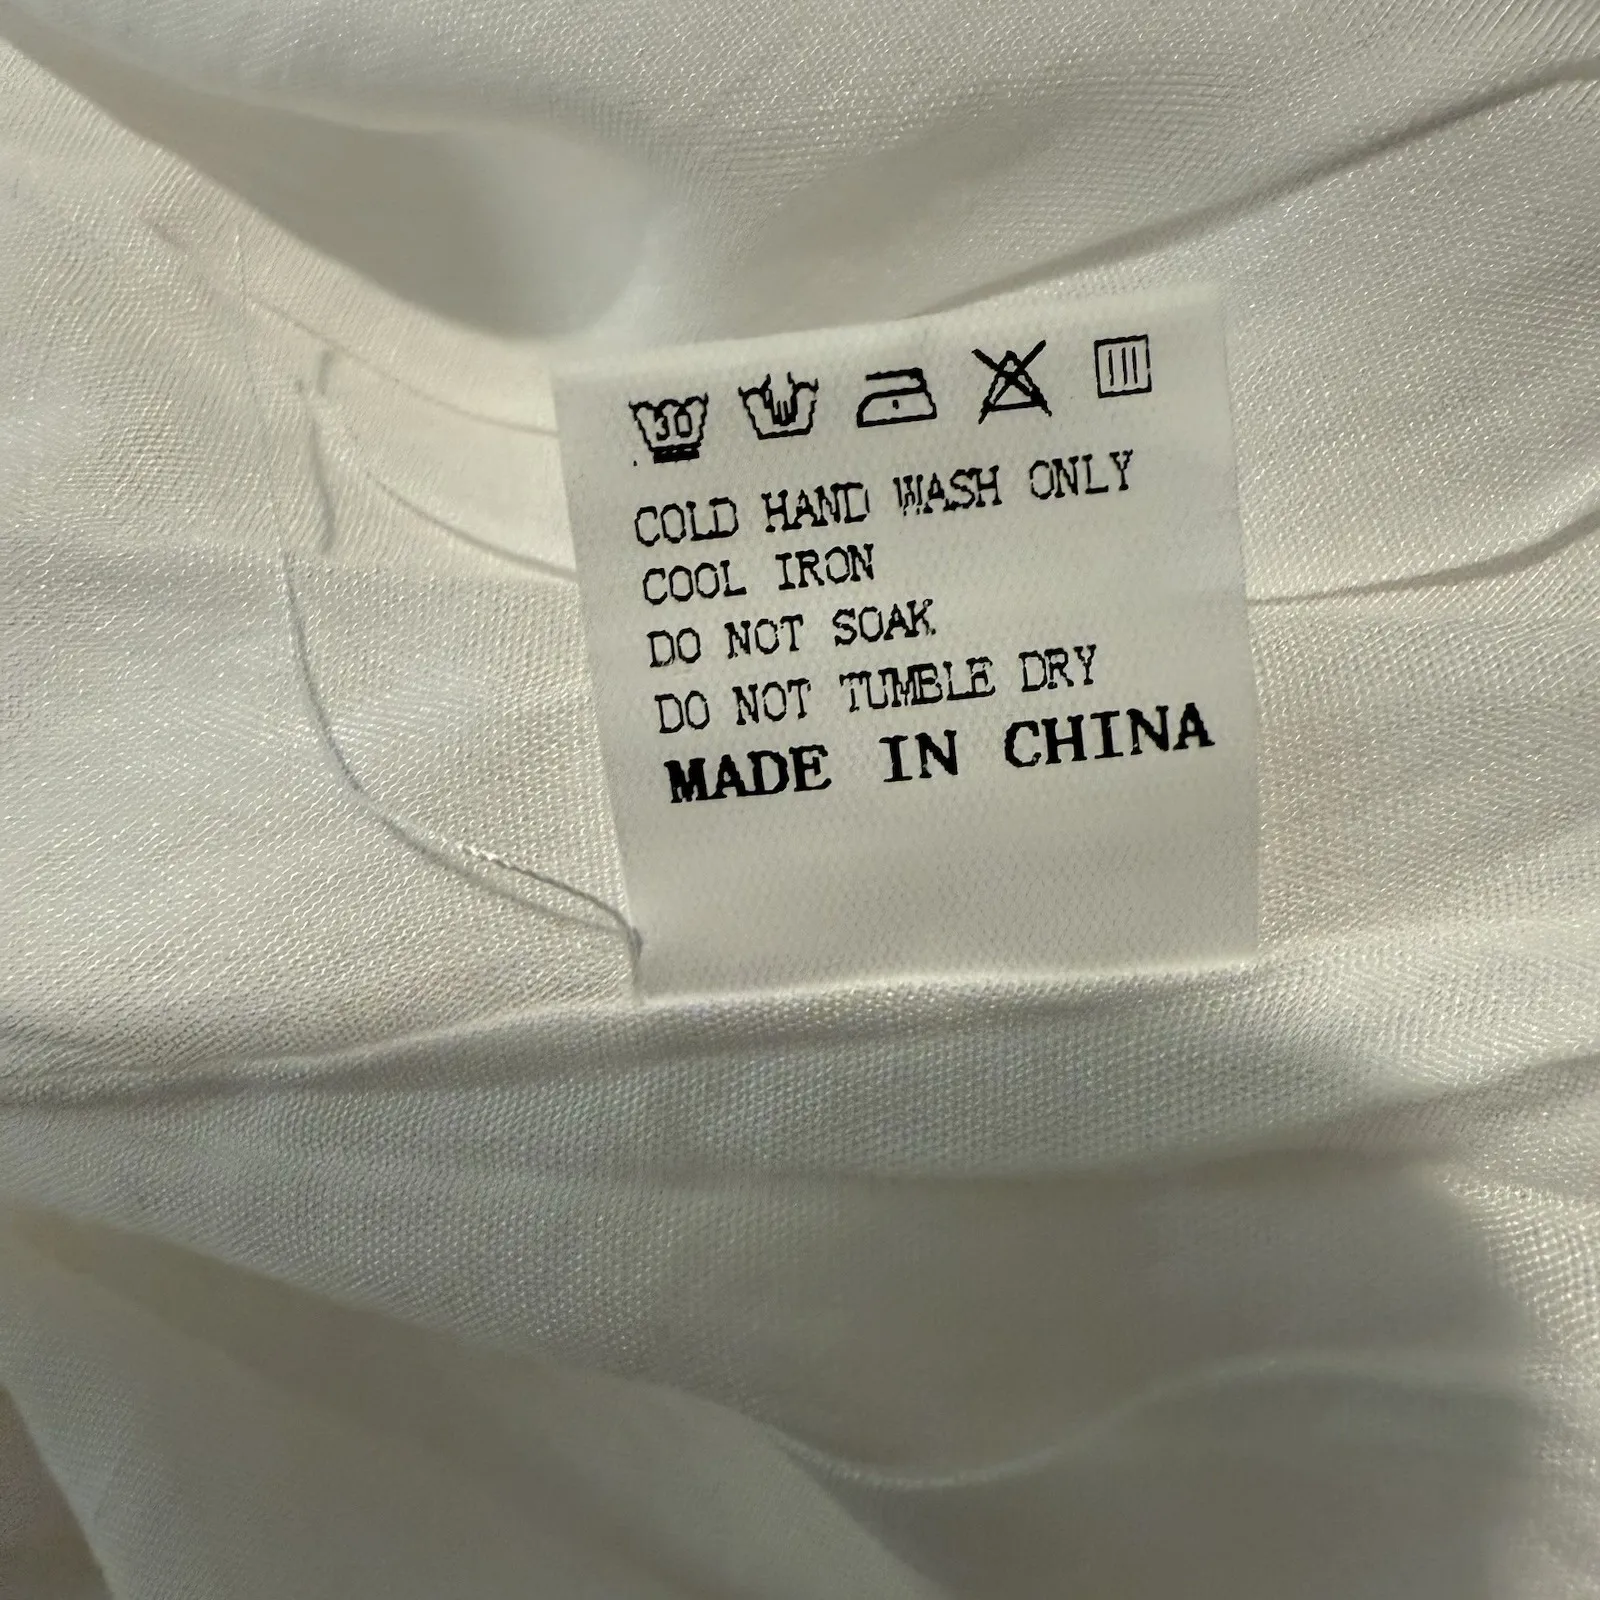 30
COLD HAND WASH ONLY
COOL IRON
DO NOT SOAK
DO NOT TUMBLE DRY
MADE IN CHINA